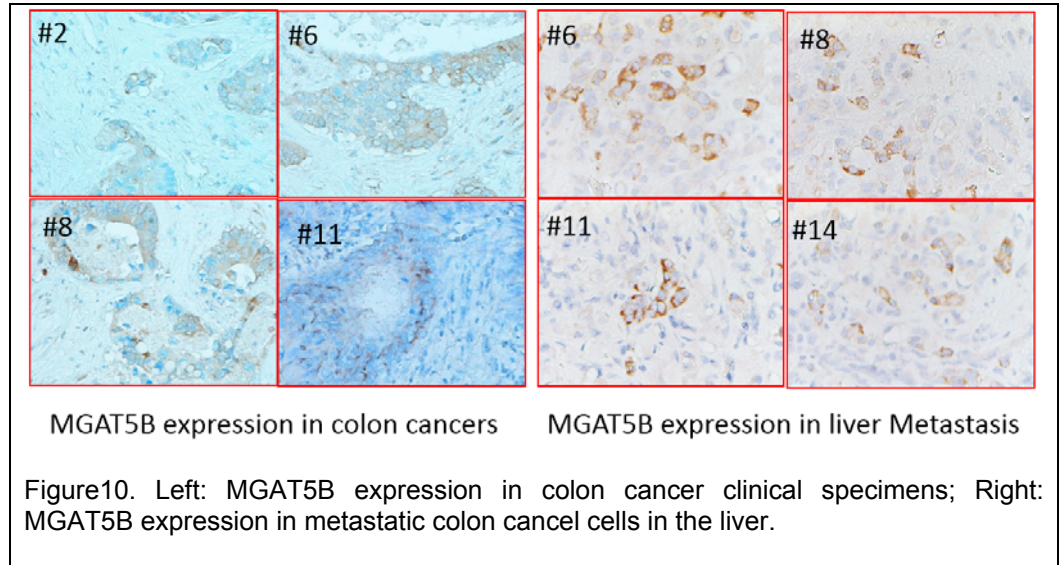 #2
#6
#6
#8
#8
#11
#11
#14
MGAT5B expression in colon cancers
MGAT5B expression in liver Metastasis
Figure10. Left: MGAT5B expression in colon cancer clinical specimens; Right:
MGAT5B expression in metastatic colon cancel cells in the liver.